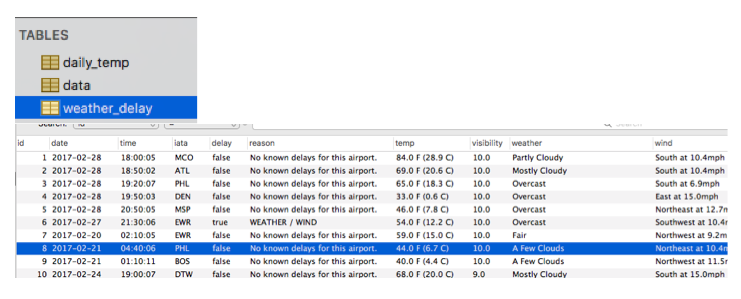 TABLES
daily_temp
data
weather_delay
Search: id =
Search
id date time iata delay reason temp visibility weather wind
1 2017-02-28 18:00:05 MCO false No known delays for this airport. 84.0 F (28.9 C) 10.0 Partly Cloudy South at 10.4mph
2 2017-02-28 18:50:02 ATL false No known delays for this airport. 69.0 F (20.6 C) 10.0 Mostly Cloudy South at 10.4mph
3 2017-02-28 19:20:07 PHL false No known delays for this airport. 65.0 F (18.3 C) 10.0 Overcast South at 6.9mph
4 2017-02-28 19:50:03 DEN false No known delays for this airport. 33.0 F (0.6 C) 10.0 Overcast East at 15.0mph
5 2017-02-28 20:50:05 MSP false No known delays for this airport. 46.0 F (7.8 C) 10.0 Overcast Northeast at 12.7m
6 2017-02-27 21:30:06 EWR true WEATHER / WIND 54.0 F (12.2 C) 10.0 Overcast Southwest at 10.4m
7 2017-02-20 02:10:05 EWR false No known delays for this airport. 59.0 F (15.0 C) 10.0 Fair Northwest at 9.2m
8 2017-02-21 04:40:06 PHL false No known delays for this airport. 44.0 F (6.7 C) 10.0 A Few Clouds Northeast at 10.4m
9 2017-02-21 01:10:11 BOS false No known delays for this airport. 40.0 F (4.4 C) 10.0 A Few Clouds Northwest at 11.5m
10 2017-02-24 19:00:07 DTW false No known delays for this airport. 68.0 F (20.0 C) 9.0 Mostly Cloudy South at 15.0mph